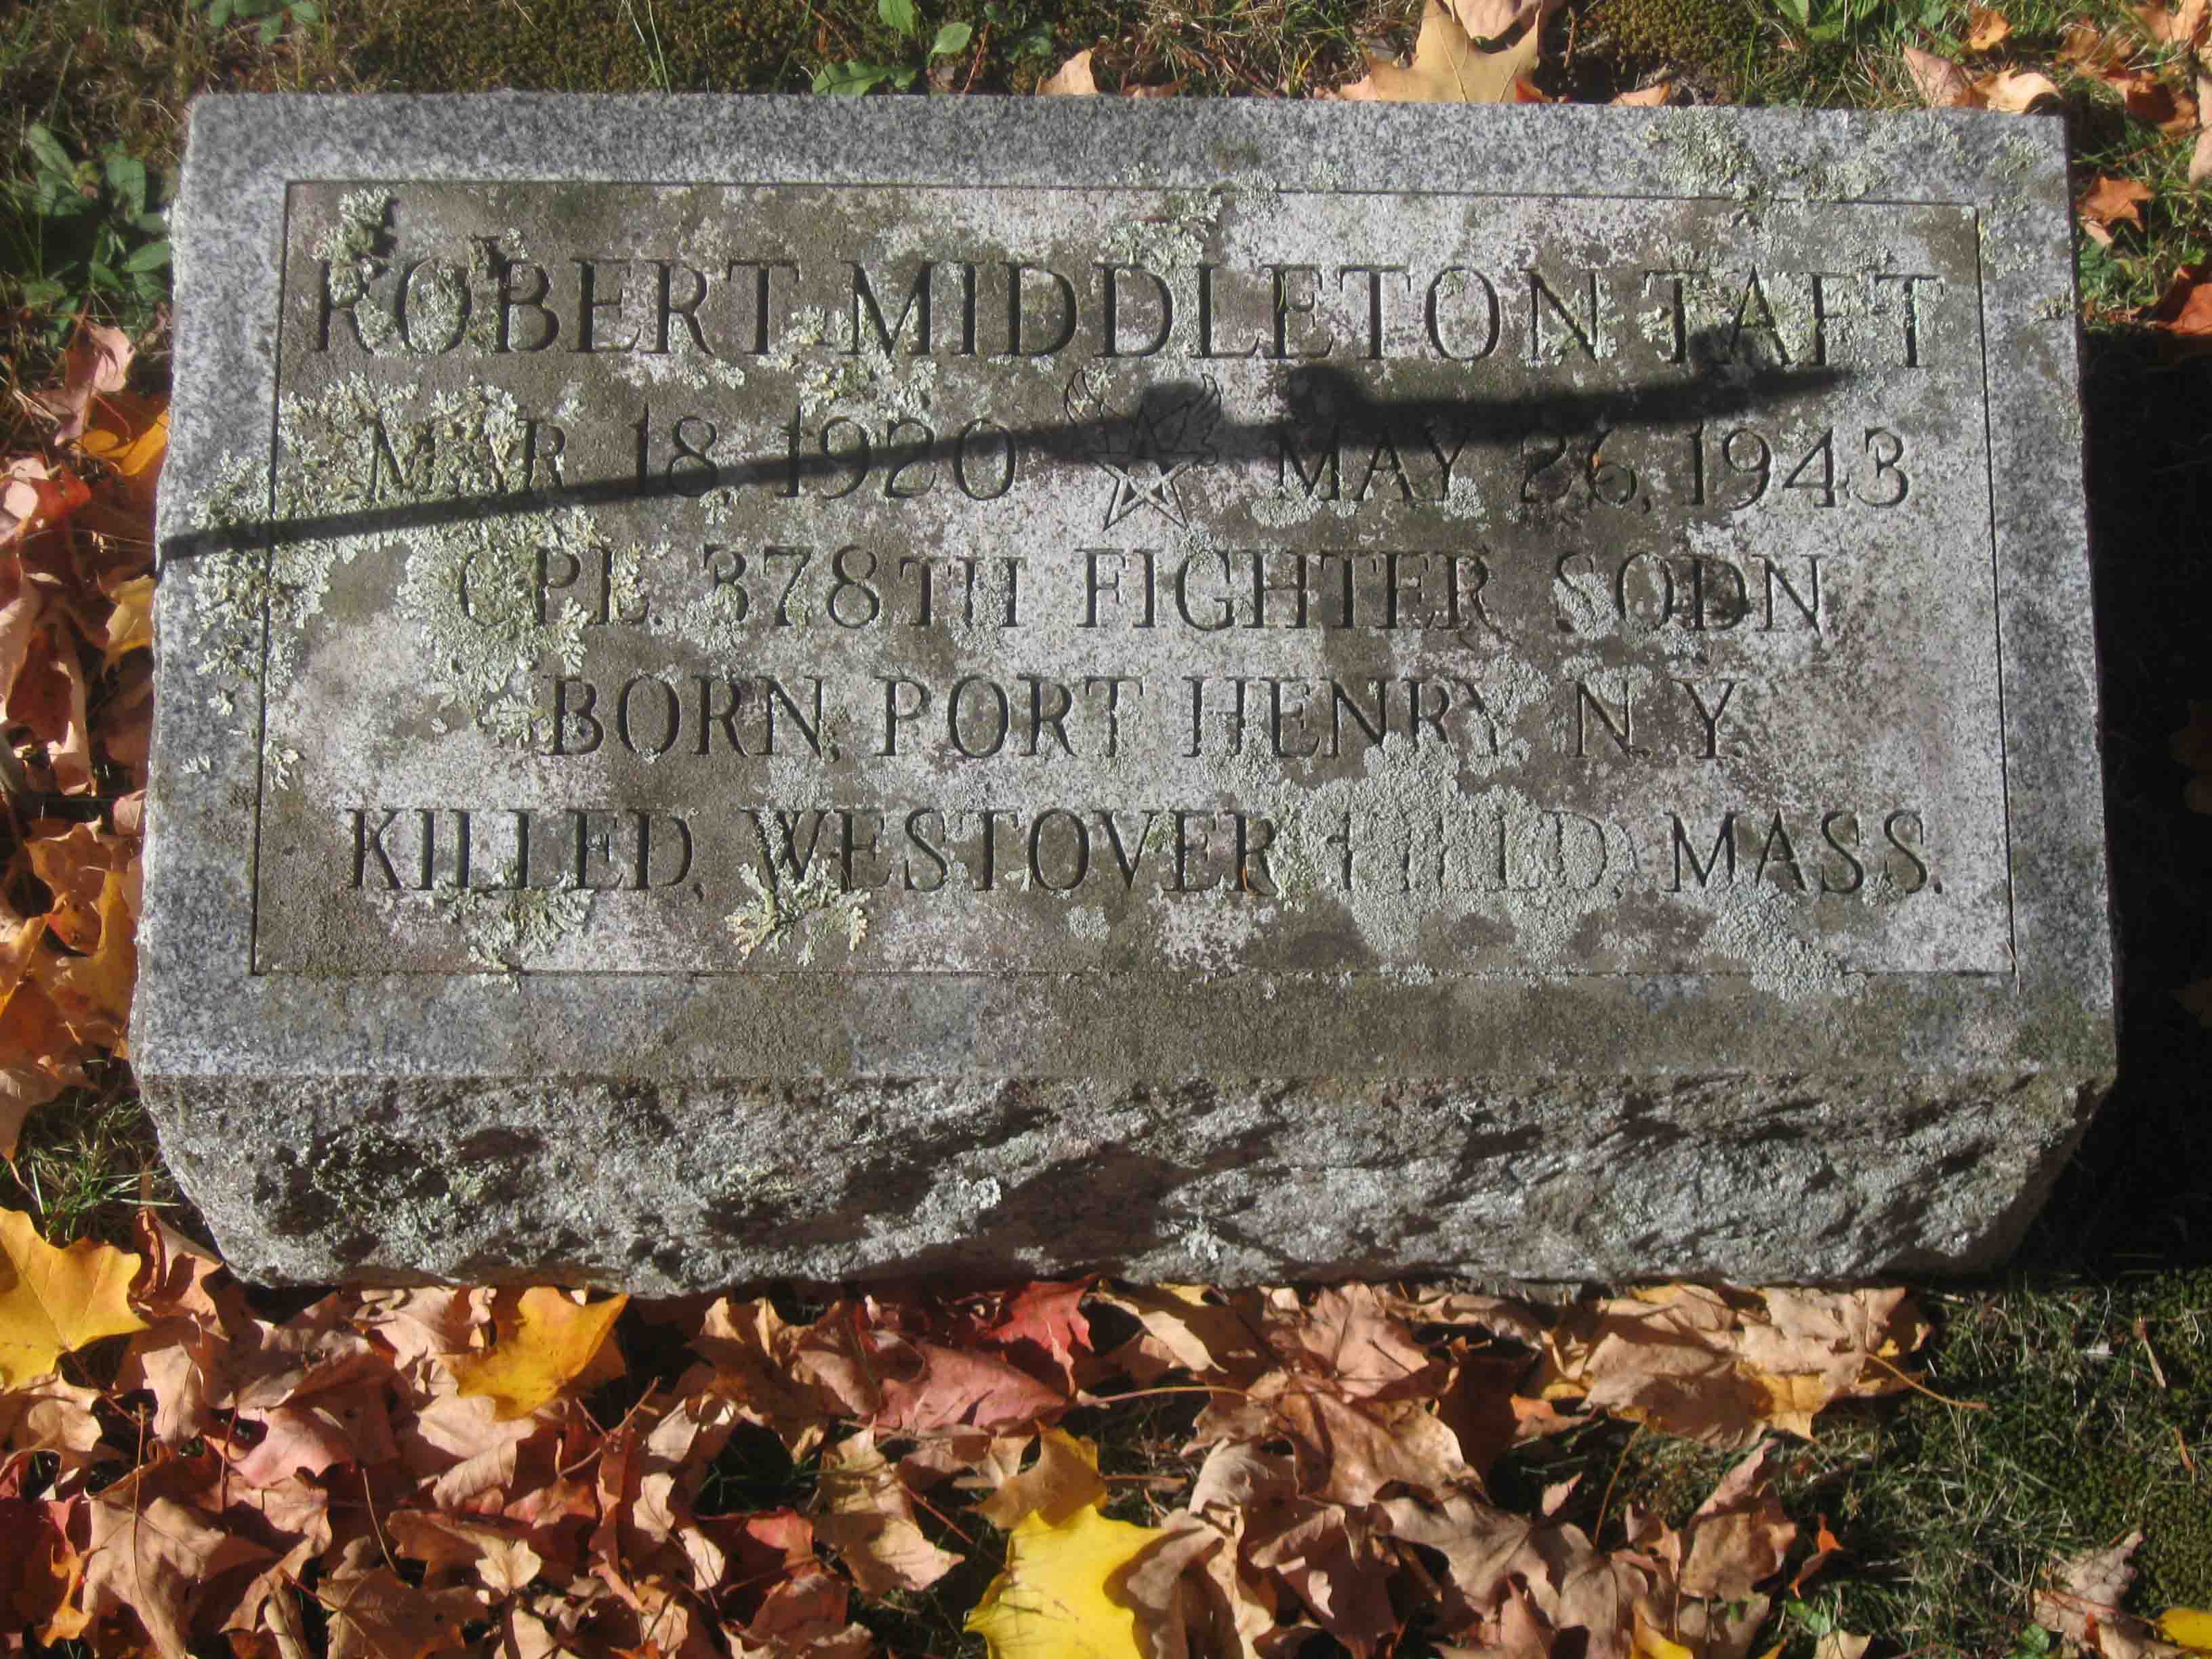 ROBERT MIDDLETON TAFT
MAR. 18, 1920 MAY 26, 1943
CPL. 378TH FIGHTER SQDN
BORN, PORT HENRY, N.Y.
KILLED, WESTOVER FIELD, MASS.